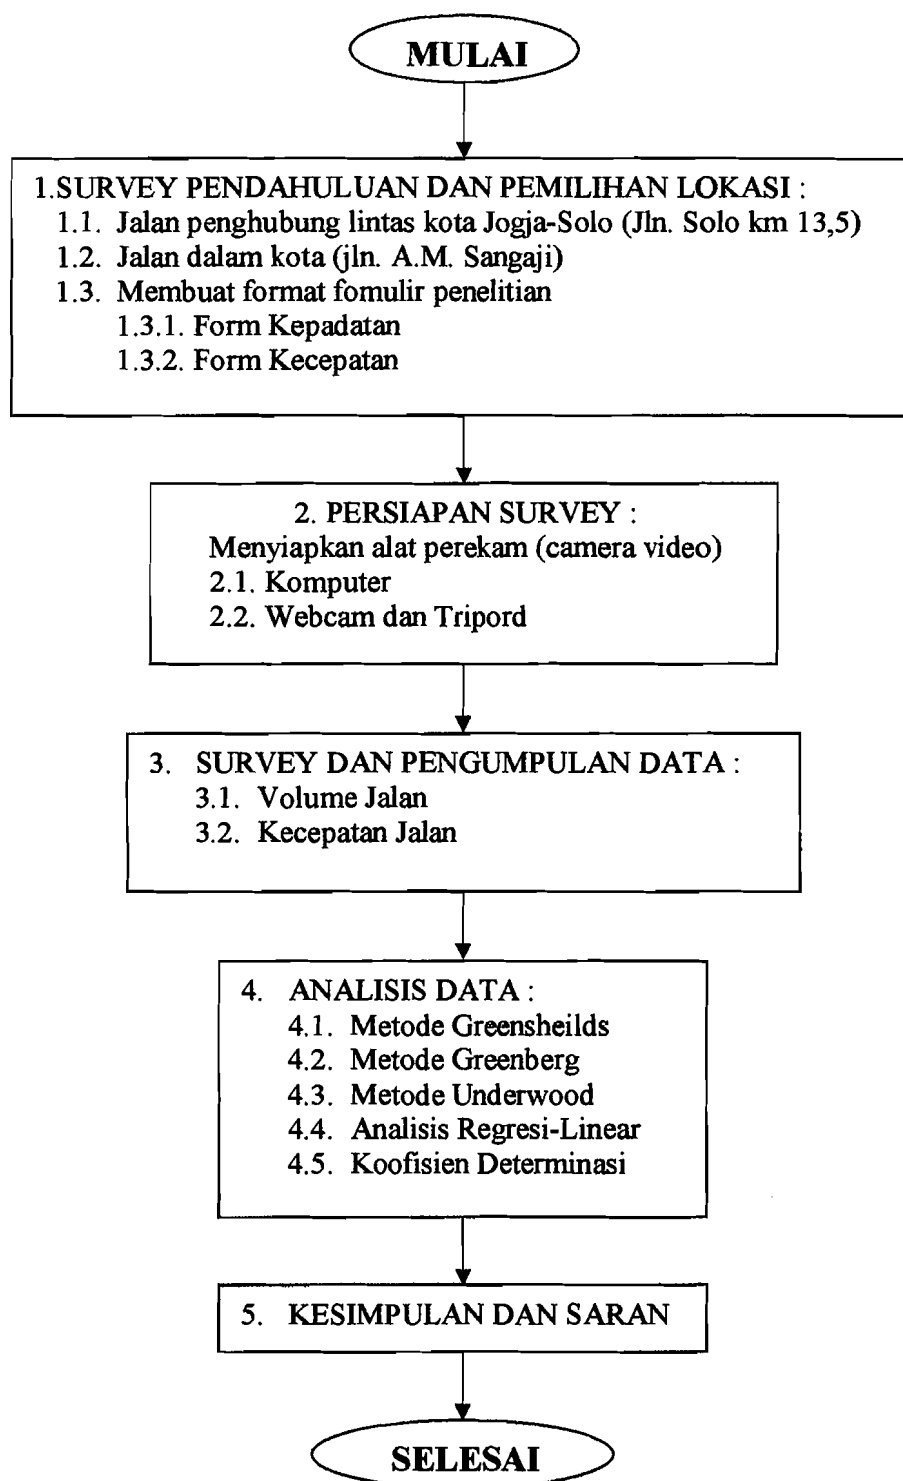 MULAI
1.SURVEY PENDAHULUAN DAN PEMILIHAN LOKASI :
1.1. Jalan penghubung lintas kota Jogja-Solo (Jln. Solo km 13,5)
1.2. Jalan dalam kota (jln. A.M. Sangaji)
1.3. Membuat format fomulir penelitian
1.3.1. Form Kepadatan
1.3.2. Form Kecepatan
2. PERSIAPAN SURVEY :
Menyiapkan alat perekam (camera video)
2.1. Komputer
2.2. Webcam dan Tripord
3. SURVEY DAN PENGUMPULAN DATA :
3.1. Volume Jalan
3.2. Kecepatan Jalan
4. ANALISIS DATA :
4.1. Metode Greensheilds
4.2. Metode Greenberg
4.3. Metode Underwood
4.4. Analisis Regresi-Linear
4.5. Koofisien Determinasi
5. KESIMPULAN DAN SARAN
SELESAI